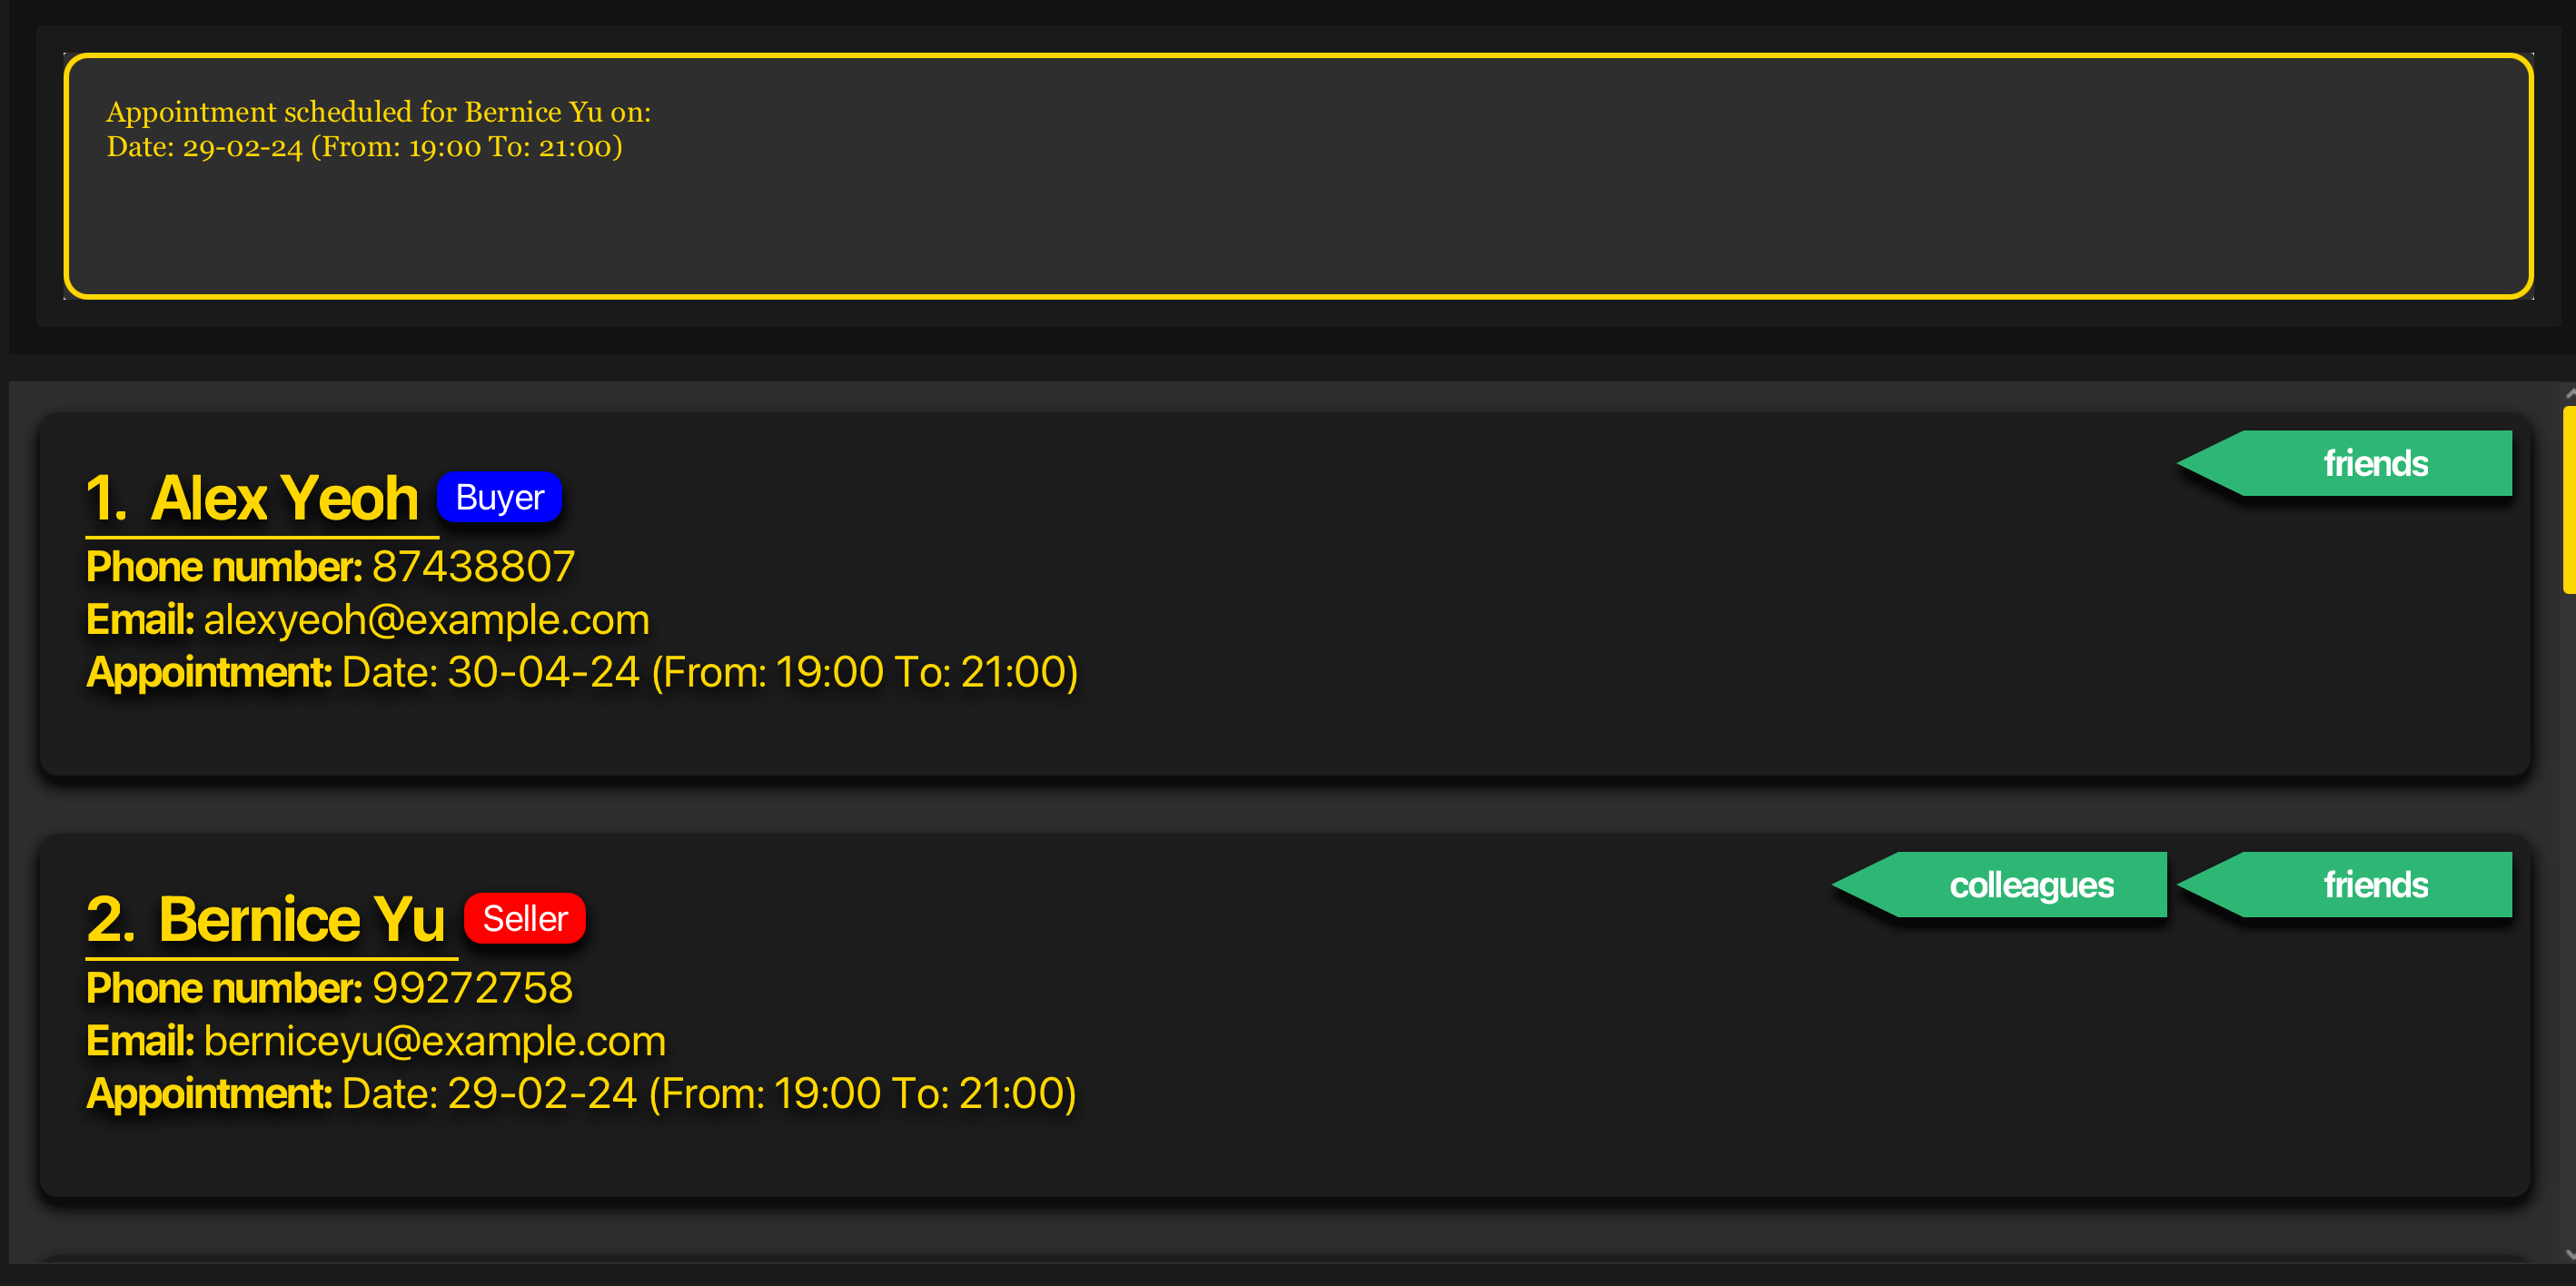 Appointment scheduled for Bernice Yu on:
Date: 29-02-24 (From: 19:00 To: 21:00)
1. Alex Yeoh Buyer
friends
Phone number: 87438807
Email: alexyeoh@example.com
Appointment: Date: 30-04-24 (From: 19:00 To: 21:00)
2. Bernice Yu Seller
colleagues friends
Phone number: 99272758
Email: berniceyu@example.com
Appointment: Date: 29-02-24 (From: 19:00 To: 21:00)